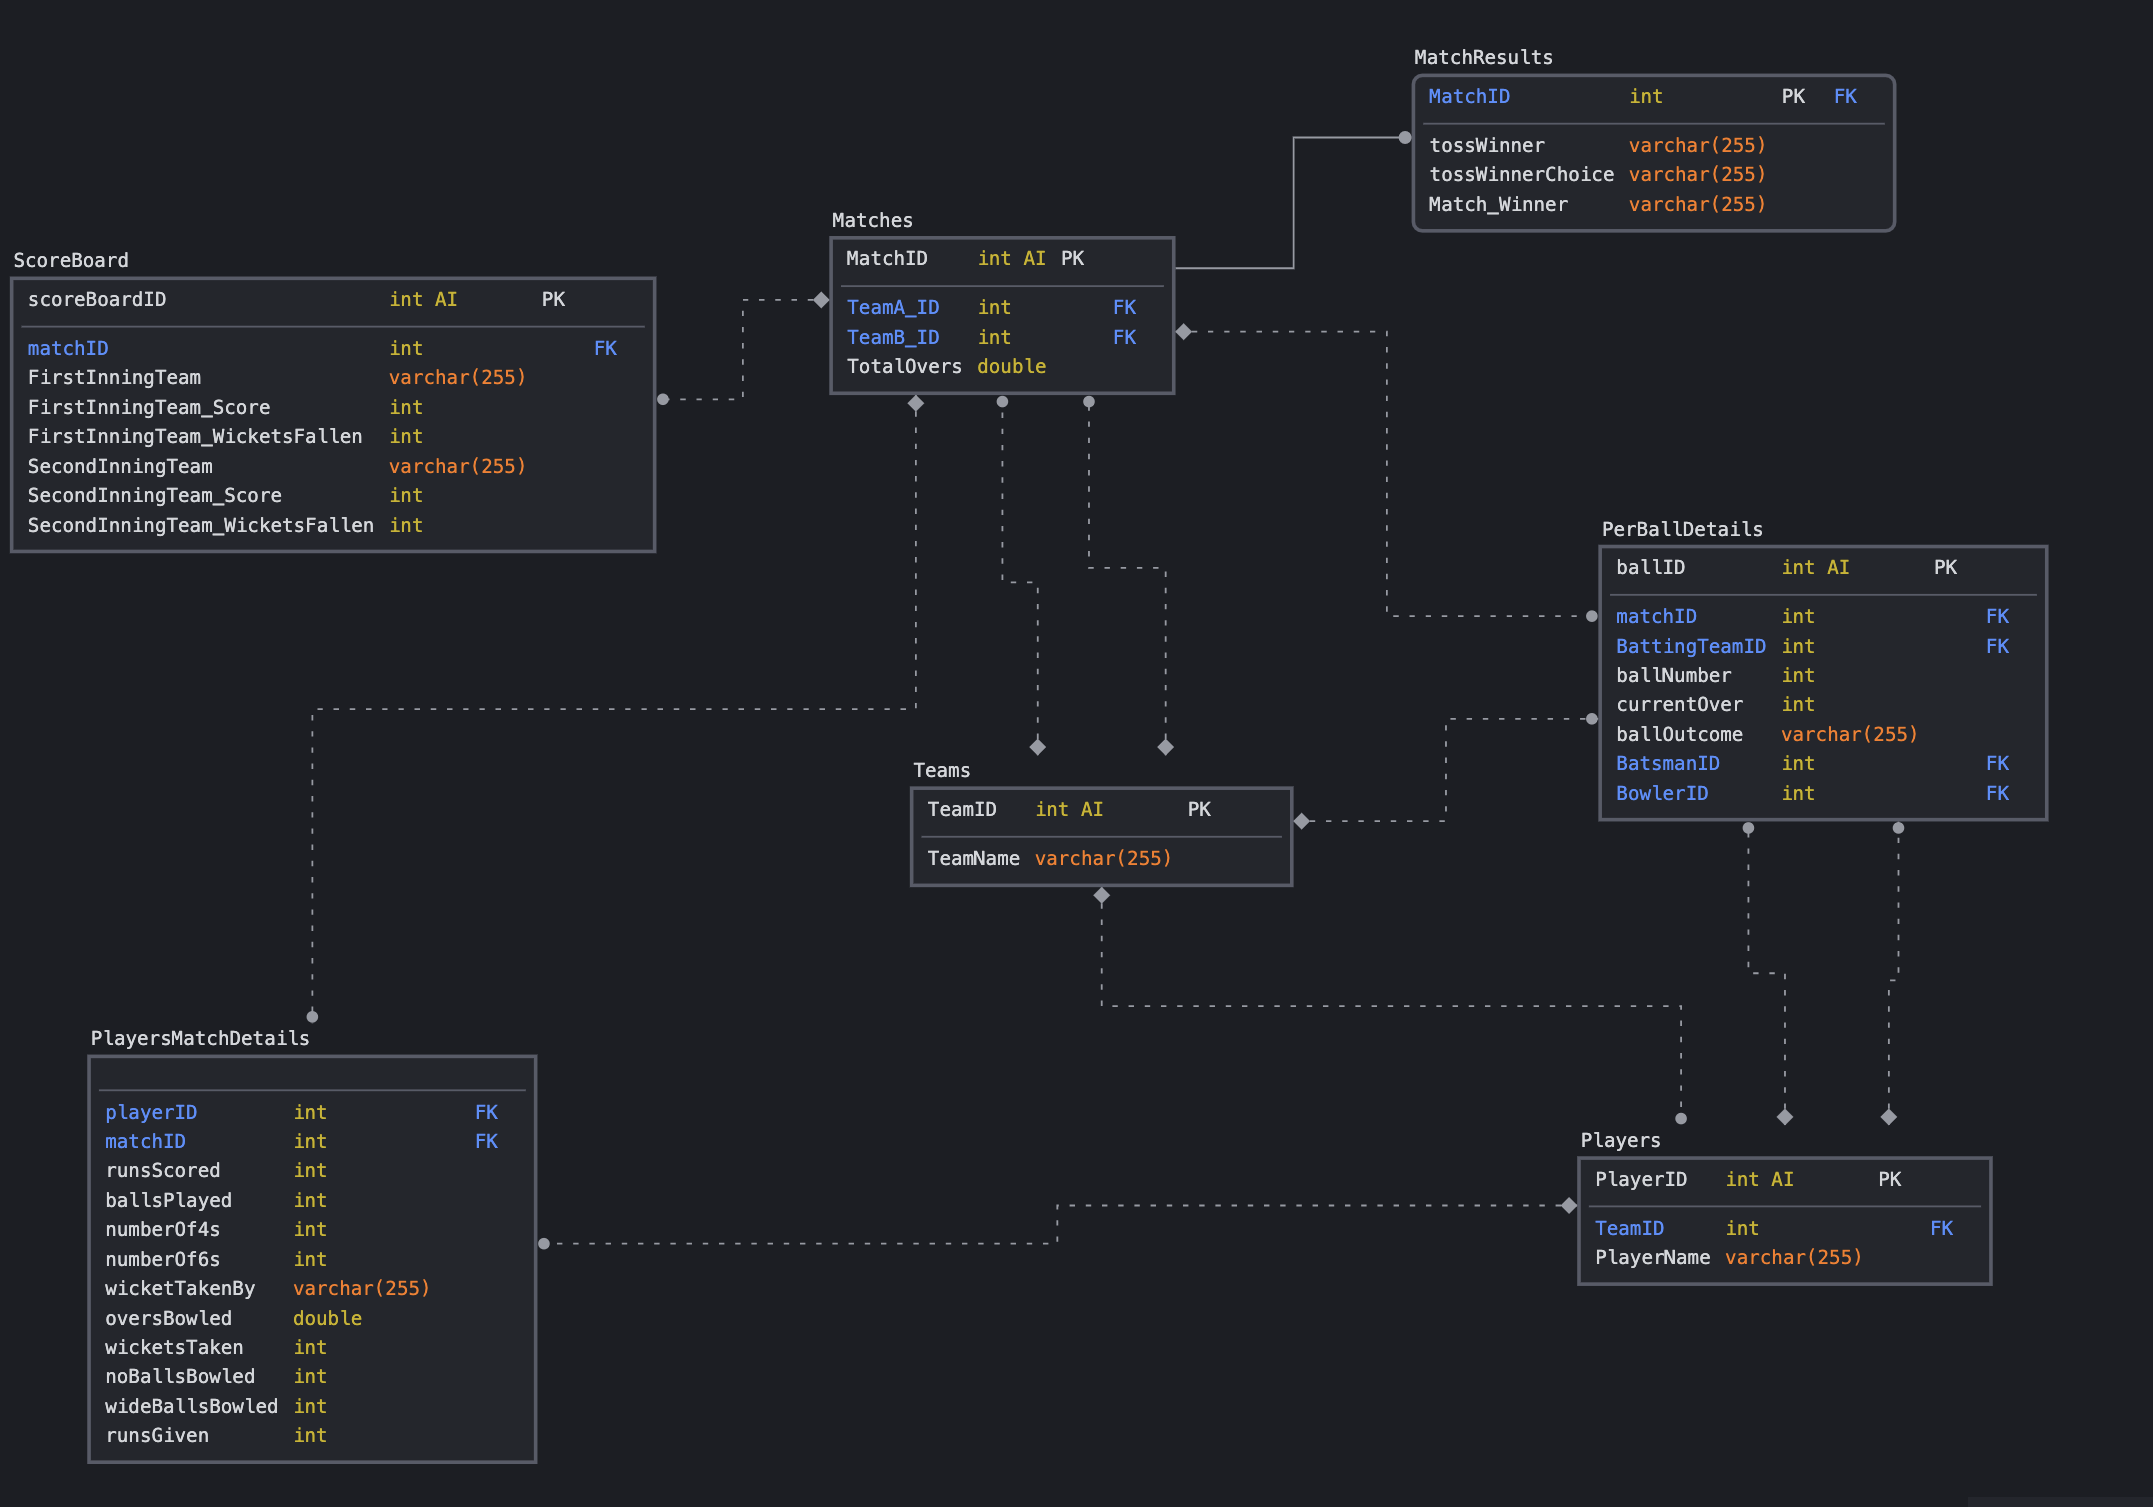 MatchResults
MatchID int PK FK
tossWinner varchar(255)
tossWinnerChoice varchar(255)
Match_Winner varchar(255)
Matches
MatchID int AI PK
TeamA_ID int FK
TeamB_ID int FK
TotalOvers double
ScoreBoard
scoreBoardID int AI PK
matchID int FK
FirstInningTeam varchar(255)
FirstInningTeam_Score int
FirstInningTeam_WicketsFallen int
SecondInningTeam varchar(255)
SecondInningTeam_Score int
SecondInningTeam_WicketsFallen int
PerBallDetails
ballID int AI PK
matchID int FK
BattingTeamID int FK
ballNumber int
currentOver int
ballOutcome varchar(255)
BatsmanID int FK
BowlerID int FK
Teams
TeamID int AI PK
TeamName varchar(255)
PlayersMatchDetails
playerID int FK
matchID int FK
runsScored int
ballsPlayed int
numberOf4s int
numberOf6s int
wicketTakenBy varchar(255)
oversBowled double
wicketsTaken int
noBallsBowled int
wideBallsBowled int
runsGiven int
Players
PlayerID int AI PK
TeamID int FK
PlayerName varchar(255)